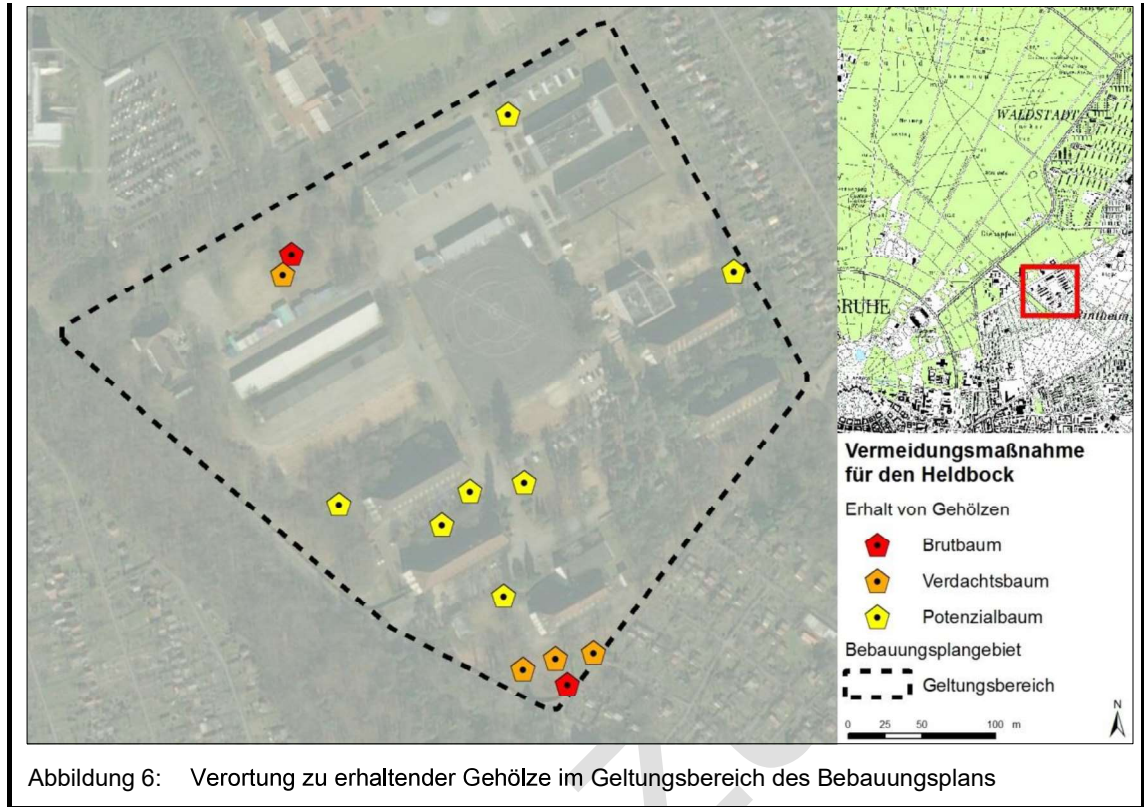 WALDSTADT
RUHE
Vermeidungsmaßnahme
für den Heldbock
Erhalt von Gehölzen
Brutbaum
Verdachtsbaum
Potenzialbaum
Bebauungsplangebiet
Geltungsbereich
N
0 25 50 100 m
Abbildung 6: Verortung zu erhaltender Gehölze im Geltungsbereich des Bebauungsplans